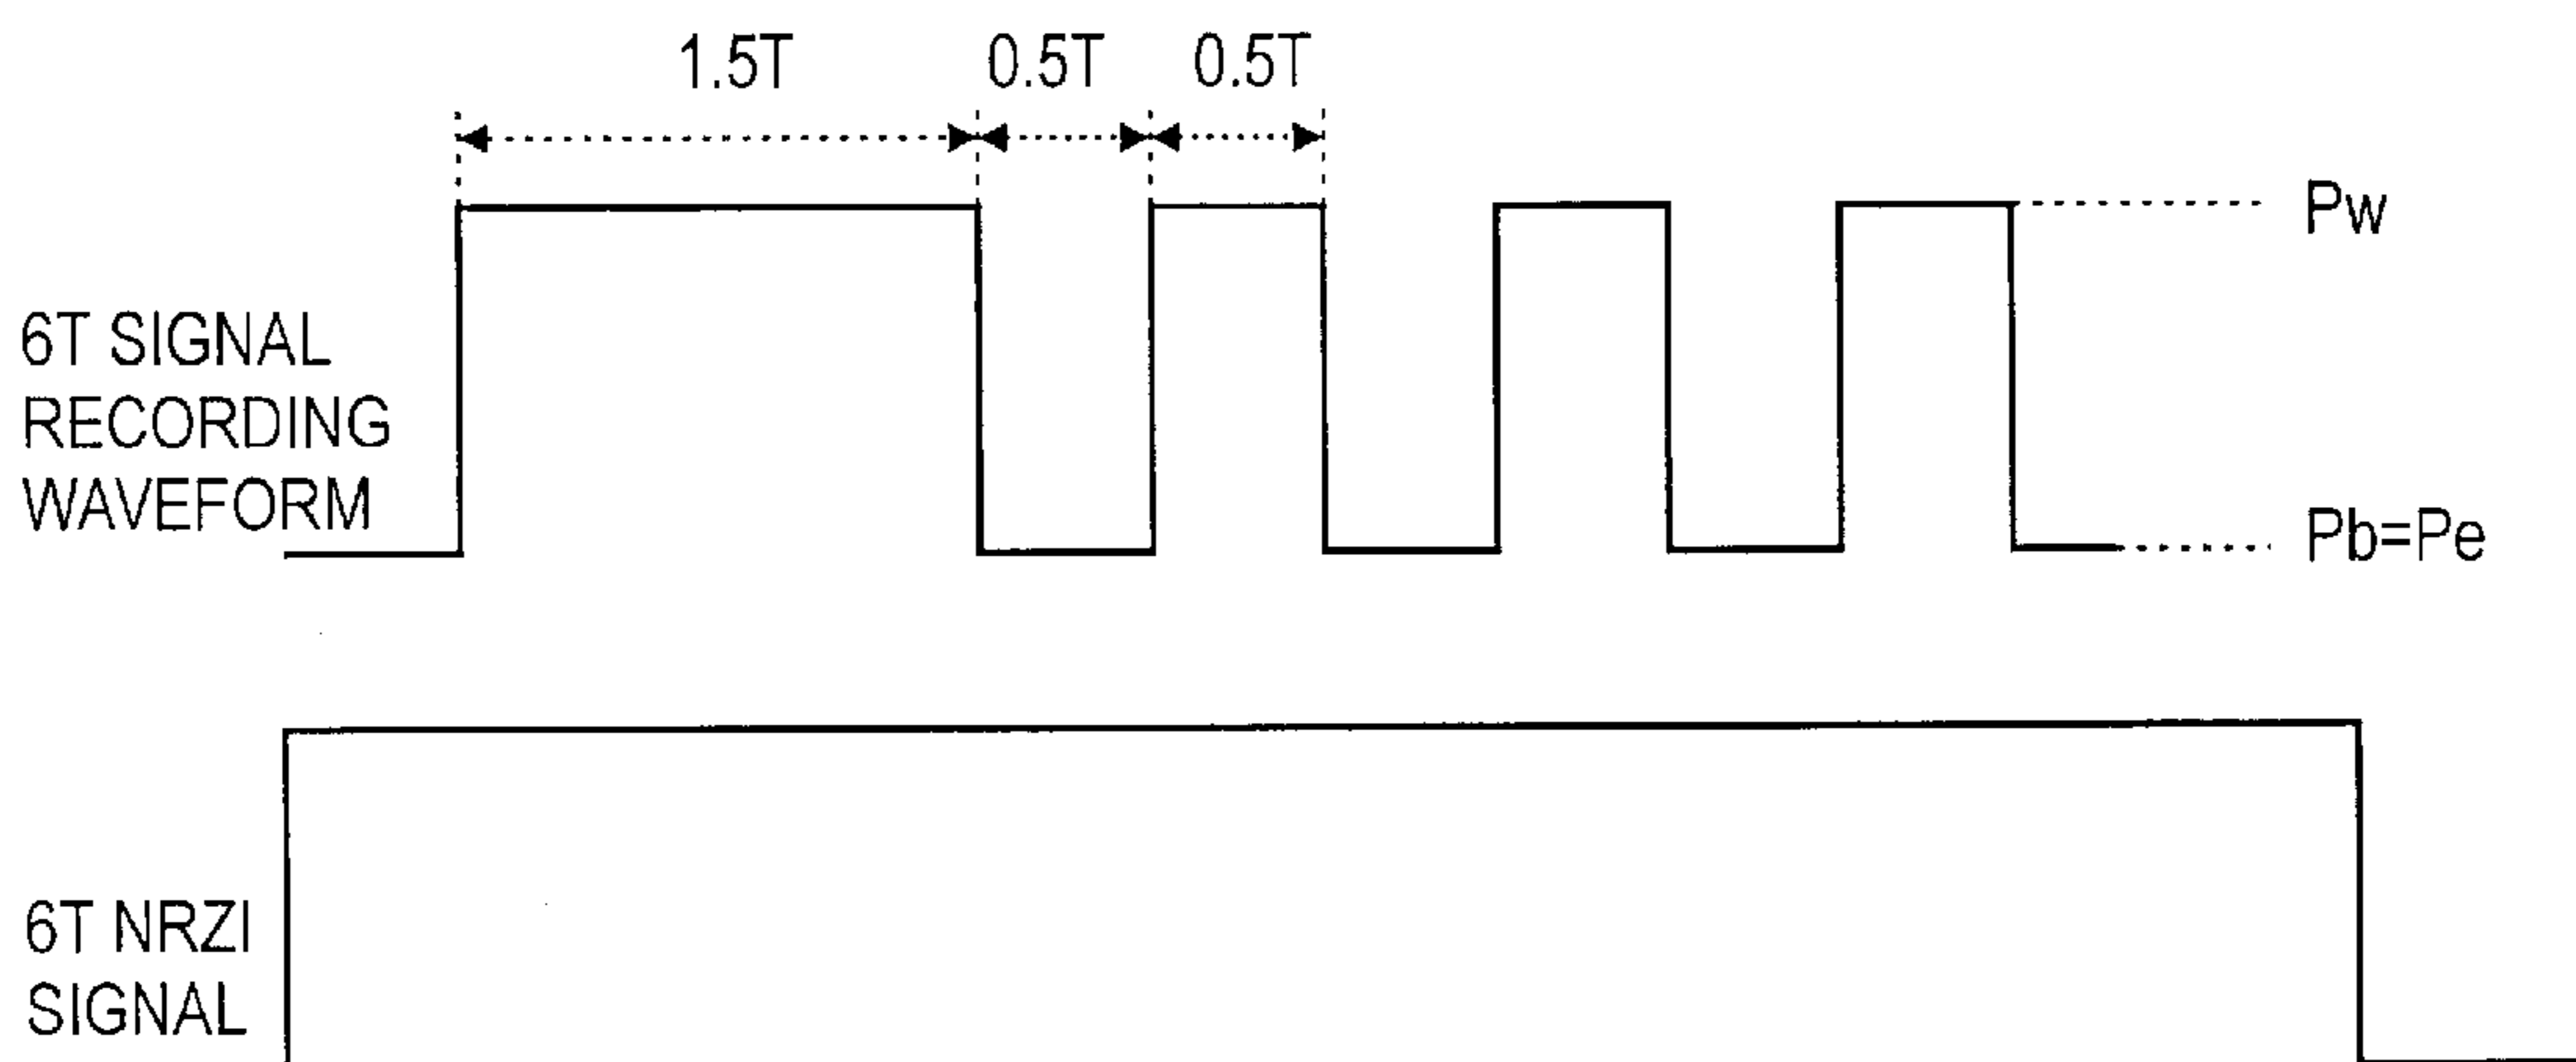 1.5T 0.5T 0.5T
Pw
6T SIGNAL
RECORDING
WAVEFORM
Pb=Pe
6T NRZI
SIGNAL